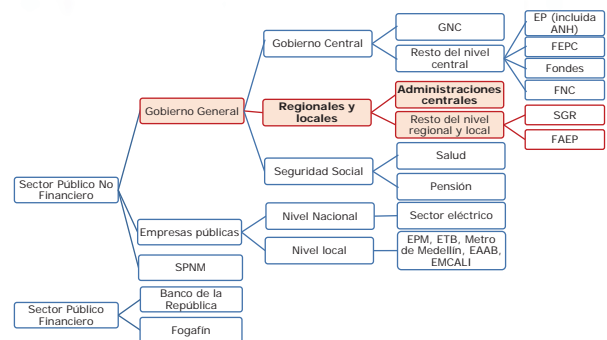 Sector Público No
Financiero
Gobierno General
Gobierno Central
GNC
Resto del nivel
central
EP (incluida
ANH)
FEPC
Fondes
FNC
Regionales y
locales
Administraciones
centrales
Resto del nivel
regional y local
SGR
FAEP
Seguridad Social
Salud
Pensión
Empresas públicas
Nivel Nacional
Sector eléctrico
Nivel local
EPM, ETB, Metro
de Medellín, EAAB,
EMCALI
SPNM
Sector Público
Financiero
Banco de la
República
Fogafín